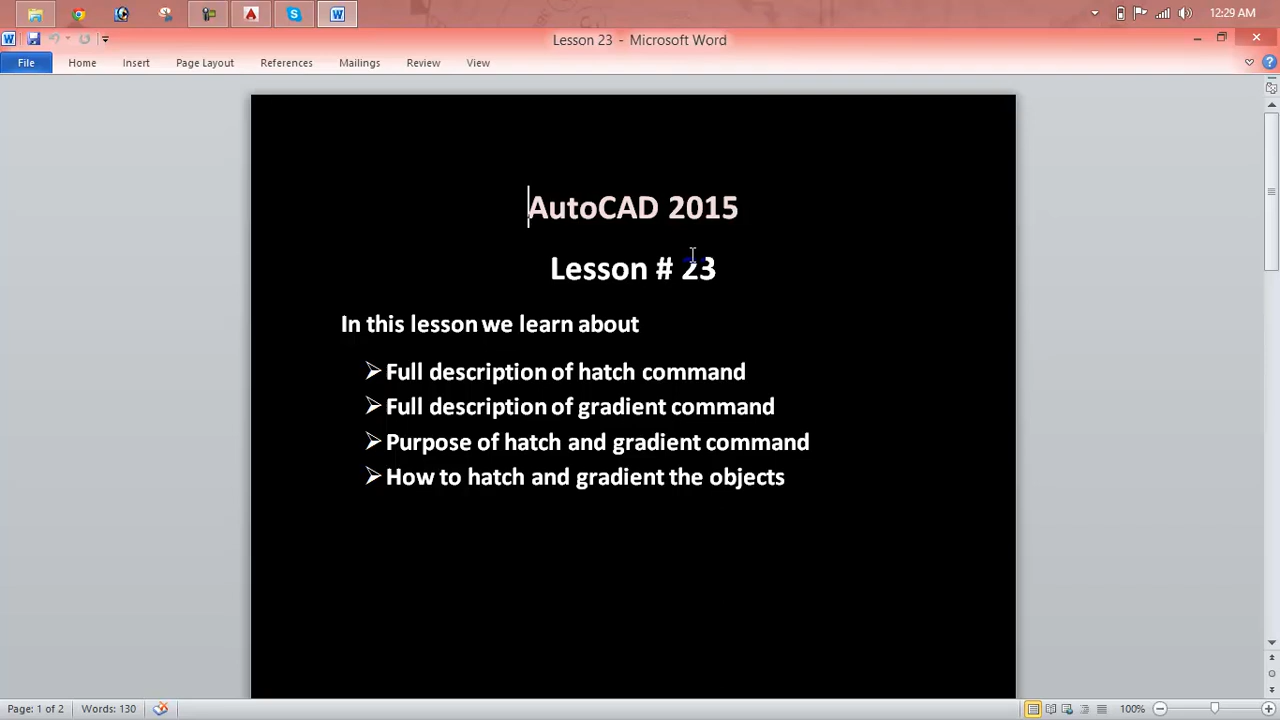 12:29 AM
Lesson 23 - Microsoft Word
File Home Insert Page Layout References Mailings Review View
AutoCAD 2015
Lesson # 23
In this lesson we learn about
➢ Full description of hatch command
➢ Full description of gradient command
➢ Purpose of hatch and gradient command
➢ How to hatch and gradient the objects
Page: 1 of 2 Words: 130 100%